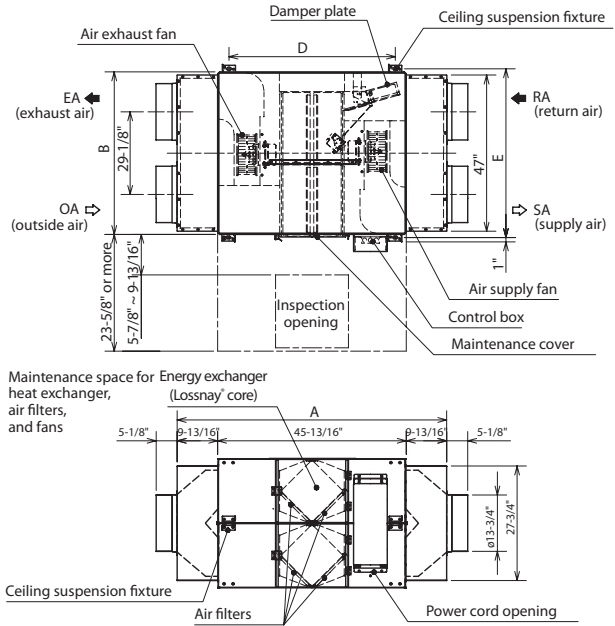 Damper plate
Ceiling suspension fixture
Air exhaust fan
D
EA
(exhaust air)
RA
(return air)
B
29-1/8"
47"
E
OA
(outside air)
SA
(supply air)
23-5/8" or more
5-7/8" ~ 9-13/16"
1"
Inspection
opening
Air supply fan
Control box
Maintenance cover
Maintenance space for
heat exchanger,
air filters,
and fans
Energy exchanger
(Lossnay® core)
A
5-1/8"
9-13/16"
45-13/16"
9-13/16"
5-1/8"
ø13-3/4"
27-3/4"
Ceiling suspension fixture
Air filters
Power cord opening